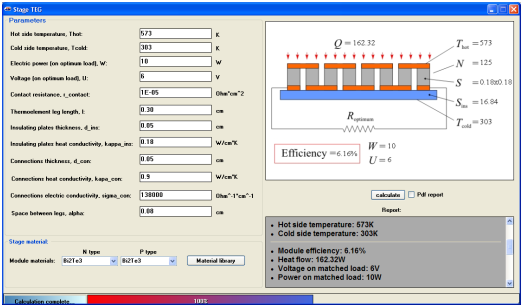 Stage TEG
Parameters
Hot side temperature, Thot: 573 K
Cold side temperature, Tcold: 303 K
Electric power (on optimum load), W: 10 W
Voltage (on optimum load), U: 6 V
Contact resistance, r_contact: 1E-05 Ohm*cm^2
Thermoelement leg length, l: 0.30 cm
Insulating plates thickness, d_ins: 0.05 cm
Insulating plates heat conductivity, kappa_ins: 0.18 W/cm*K
Connections thickness, d_con: 0.05 cm
Connections heat conductivity, kapa_con: 0.9 W/cm*K
Connections electric conductivity, sigma_con: 138000 Ohm^-1*cm^-1
Space between legs, alpha: 0.08 cm
Stage material:
N type P type
Module materials: Bi2Te3 Bi2Te3 Material library
Calculation complete... 100%
Q = 162.32
T hot = 573
N = 125
S = 0.18x0.18
S ins = 16.84
T cold = 303
R optimum
Efficiency = 6.16%
W = 10
U = 6
calculate Pdf report
Report:
• Hot side temperature: 573K
• Cold side temperature: 303K
• Module efficiency: 6.16%
• Heat flow: 162.32W
• Voltage on matched load: 6V
• Power on matched load: 10W